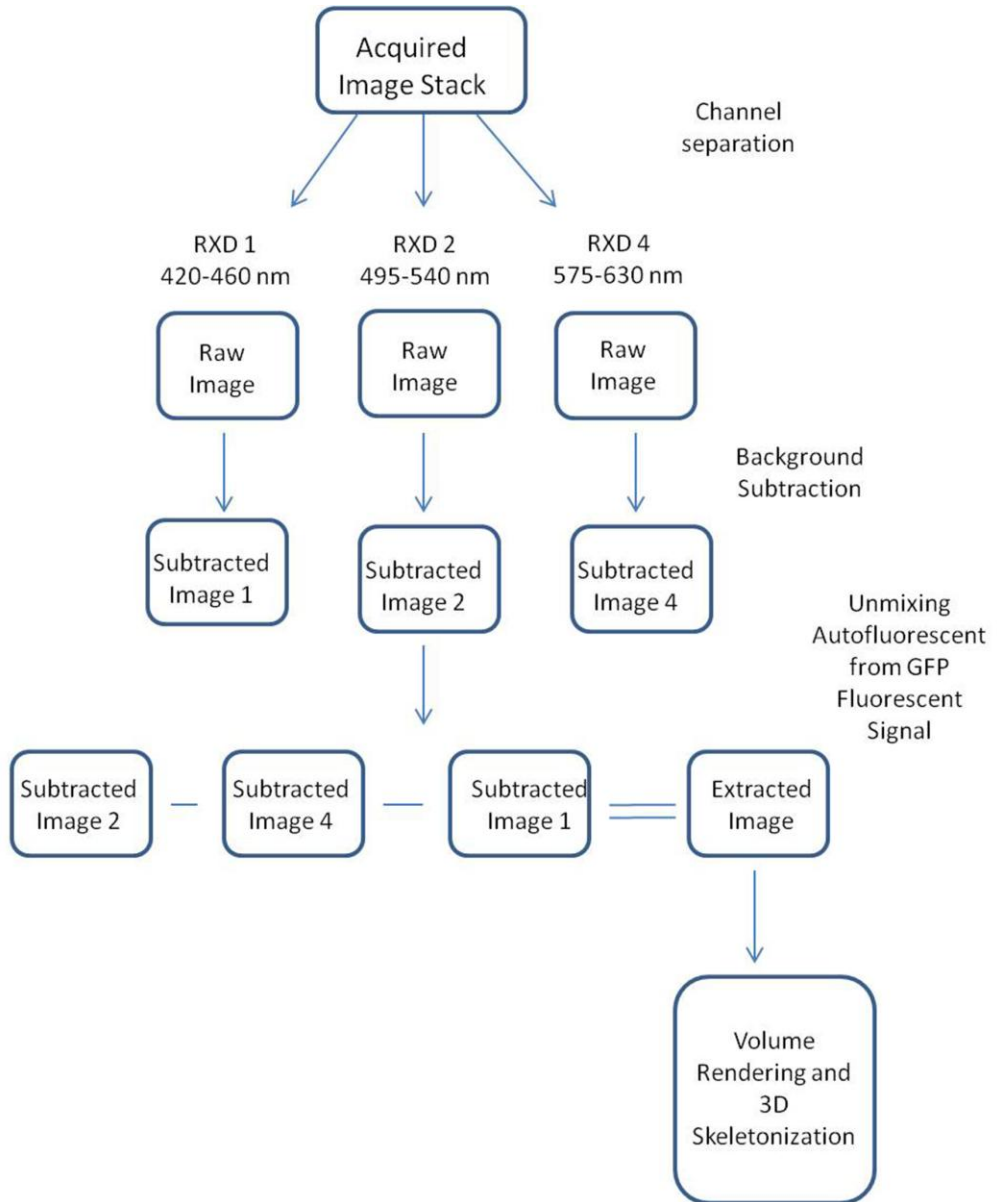 Acquired
Image Stack
Channel
separation
RXD 1
420-460 nm
RXD 2
495-540 nm
RXD 4
575-630 nm
Raw
Image
Raw
Image
Raw
Image
Background
Subtraction
Subtracted
Image 1
Subtracted
Image 2
Subtracted
Image 4
Unmixing
Autofluorescent
from GFP
Fluorescent
Signal
Subtracted
Image 2
Subtracted
Image 4
Subtracted
Image 1
Extracted
Image
Volume
Rendering and
3D
Skeletonization